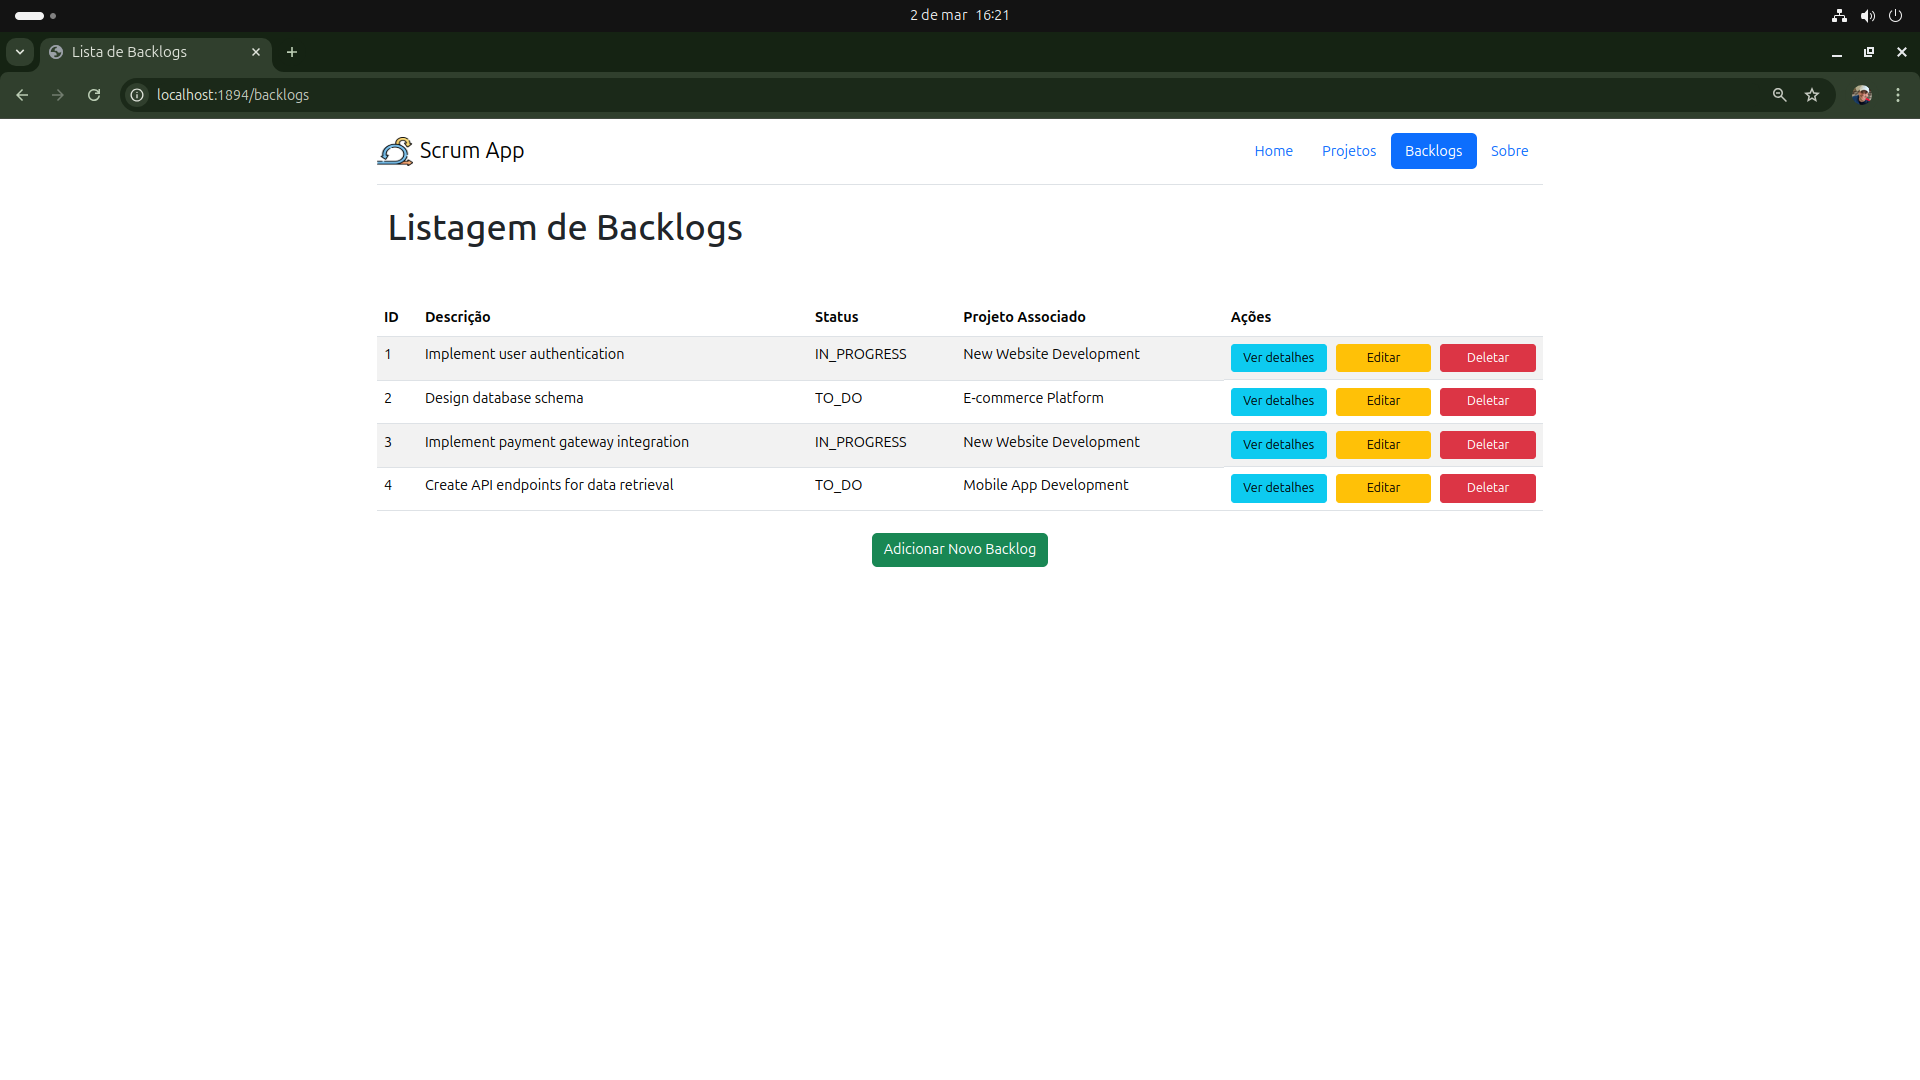 2 de mar 16:21
Lista de Backlogs
localhost:1894/backlogs
Scrum App
Home Projetos Backlogs Sobre
Listagem de Backlogs
ID Descrição Status Projeto Associado Ações
1 Implement user authentication IN_PROGRESS New Website Development Ver detalhes Editar Deletar
2 Design database schema TO_DO E-commerce Platform Ver detalhes Editar Deletar
3 Implement payment gateway integration IN_PROGRESS New Website Development Ver detalhes Editar Deletar
4 Create API endpoints for data retrieval TO_DO Mobile App Development Ver detalhes Editar Deletar
Adicionar Novo Backlog